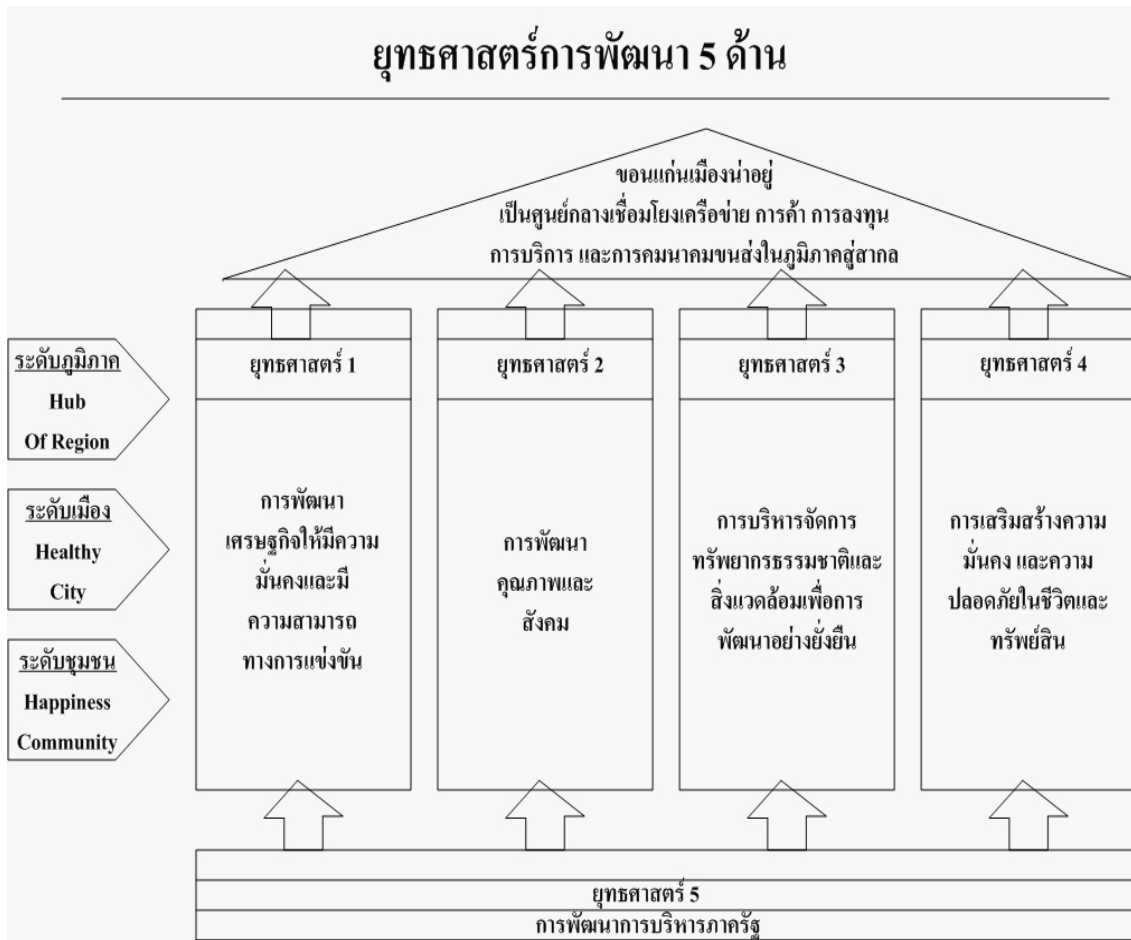 ยุทธศาสตร์การพัฒนา 5 ด้าน
ขอนแก่นเมืองน่าอยู่
เป็นศูนย์กลางเชื่อมโยงเครือข่าย การค้า การลงทุน
การบริการ และการคมนาคมขนส่งในภูมิภาคสู่สากล
ระดับภูมิภาค
Hub
Of Region
ระดับเมือง
Healthy
City
ระดับชุมชน
Happiness
Community
ยุทธศาสตร์ 1
การพัฒนา
เศรษฐกิจให้มีความ
มั่นคงและมี
ความสามารถ
ทางการแข่งขัน
ยุทธศาสตร์ 2
การพัฒนา
คุณภาพและ
สังคม
ยุทธศาสตร์ 3
การบริหารจัดการ
ทรัพยากรธรรมชาติและ
สิ่งแวดล้อมเพื่อการ
พัฒนาอย่างยั่งยืน
ยุทธศาสตร์ 4
การเสริมสร้างความ
มั่นคง และความ
ปลอดภัยในชีวิตและ
ทรัพย์สิน
ยุทธศาสตร์ 5
การพัฒนาการบริหารภาครัฐ